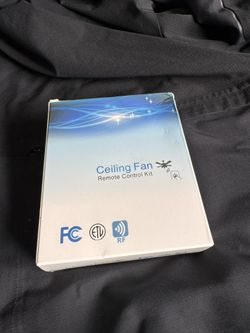 Ceiling Fan
Remote Control Kit
FC
ETL
RF